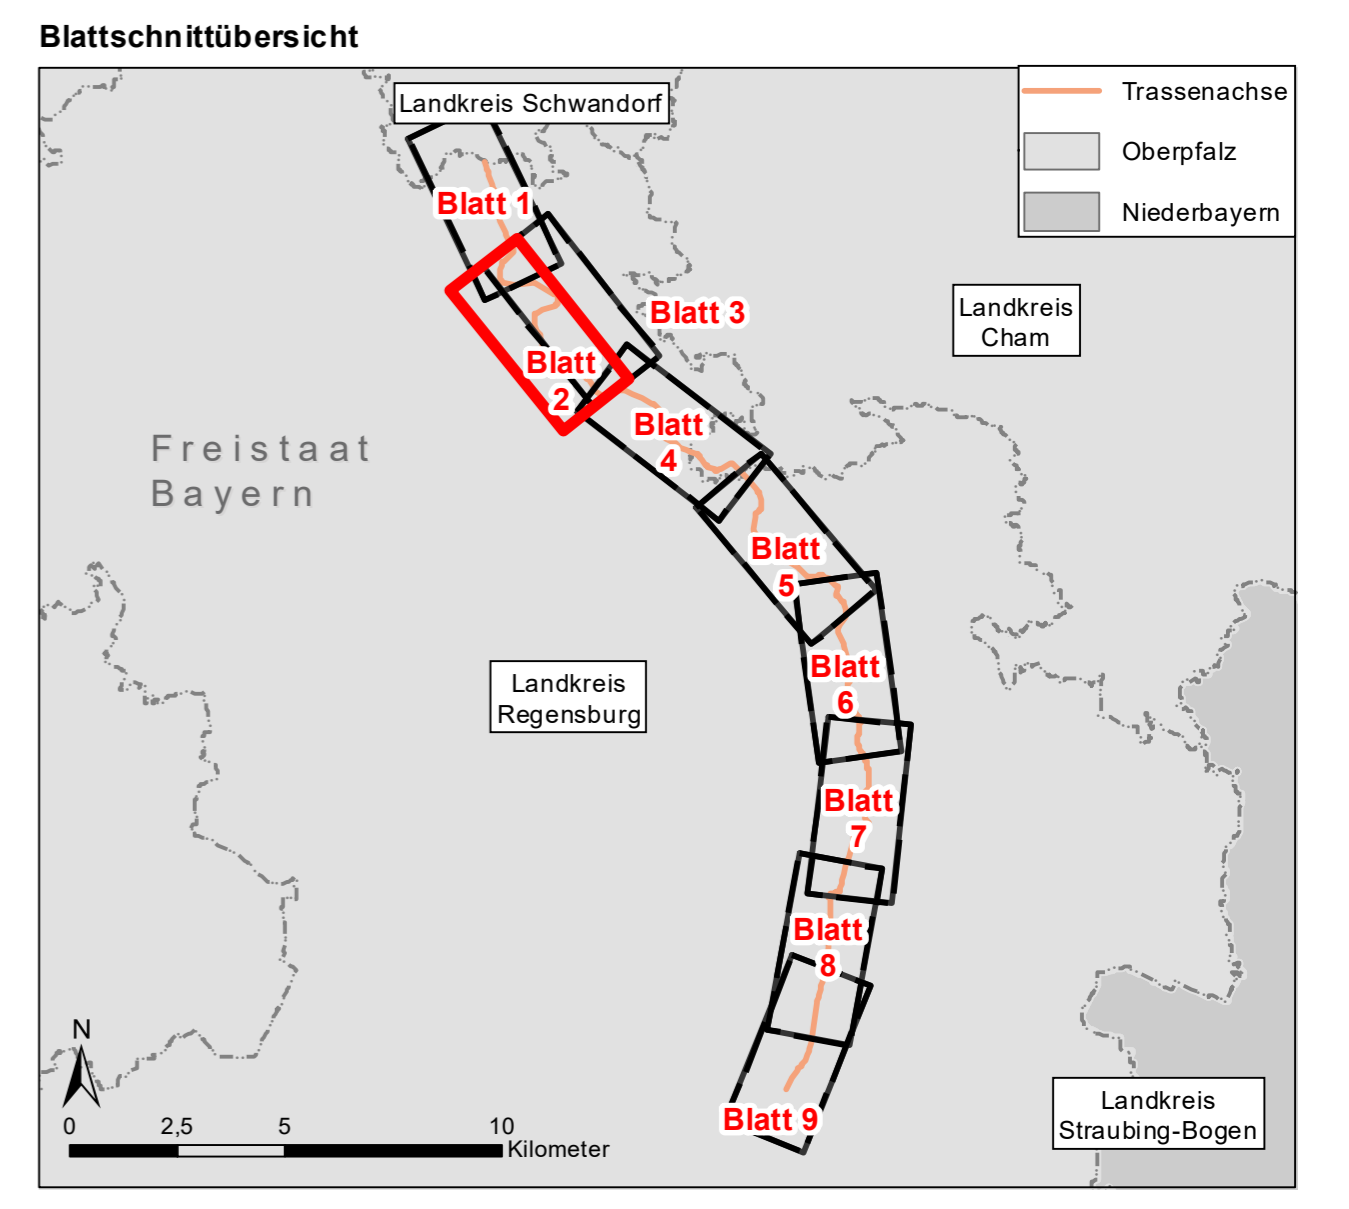 Blattschnittübersicht
Landkreis Schwandorf
Trassenachse
Oberpfalz
Niederbayern
Blatt 1
Blatt 3
Landkreis
Cham
Blatt
2
Blatt
4
Freistaat
Bayern
Blatt
5
Landkreis
Regensburg
Blatt
6
Blatt
7
Blatt
8
N
0 2,5 5 10
Kilometer
Blatt 9
Landkreis
Straubing-Bogen